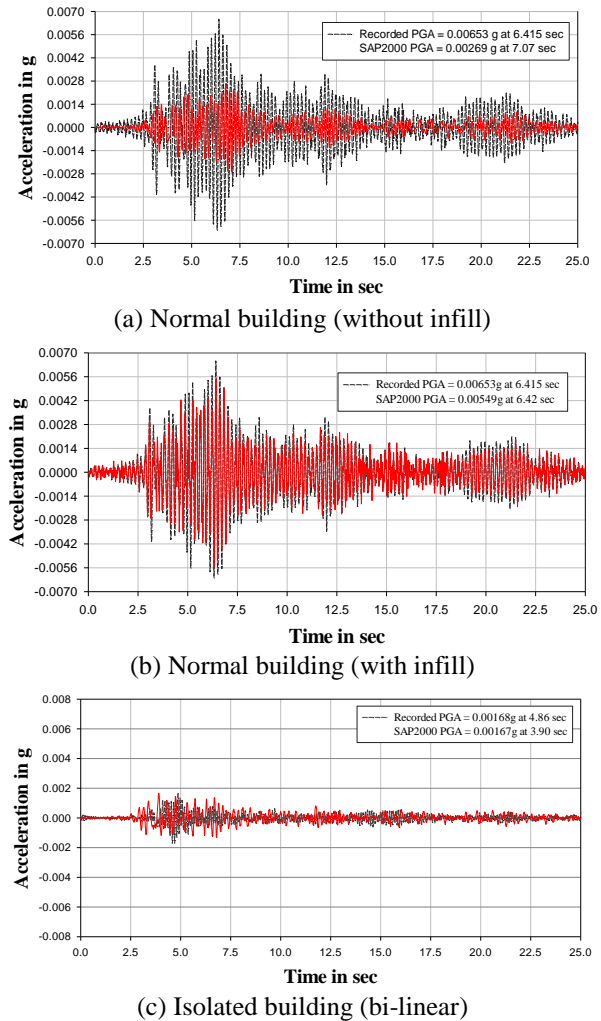 0.0070
0.0056
0.0042
0.0028
0.0014
0.0000
-0.0014
-0.0028
-0.0042
-0.0056
-0.0070
Acceleration in g
Recorded PGA = 0.00653 g at 6.415 sec
SAP2000 PGA = 0.00269 g at 7.07 sec
0.0 2.5 5.0 7.5 10.0 12.5 15.0 17.5 20.0 22.5 25.0
Time in sec
(a) Normal building (without infill)
0.0070
0.0056
0.0042
0.0028
0.0014
0.0000
-0.0014
-0.0028
-0.0042
-0.0056
-0.0070
Acceleration in g
Recorded PGA = 0.00653g at 6.415 sec
SAP2000 PGA = 0.00549g at 6.42 sec
0.0 2.5 5.0 7.5 10.0 12.5 15.0 17.5 20.0 22.5 25.0
Time in sec
(b) Normal building (with infill)
0.008
0.006
0.004
0.002
0.000
-0.002
-0.004
-0.006
-0.008
Acceleration in g
Recorded PGA = 0.00168g at 4.86 sec
SAP2000 PGA = 0.00167g at 3.90 sec
0.0 2.5 5.0 7.5 10.0 12.5 15.0 17.5 20.0 22.5 25.0
Time in sec
(c) Isolated building (bi-linear)